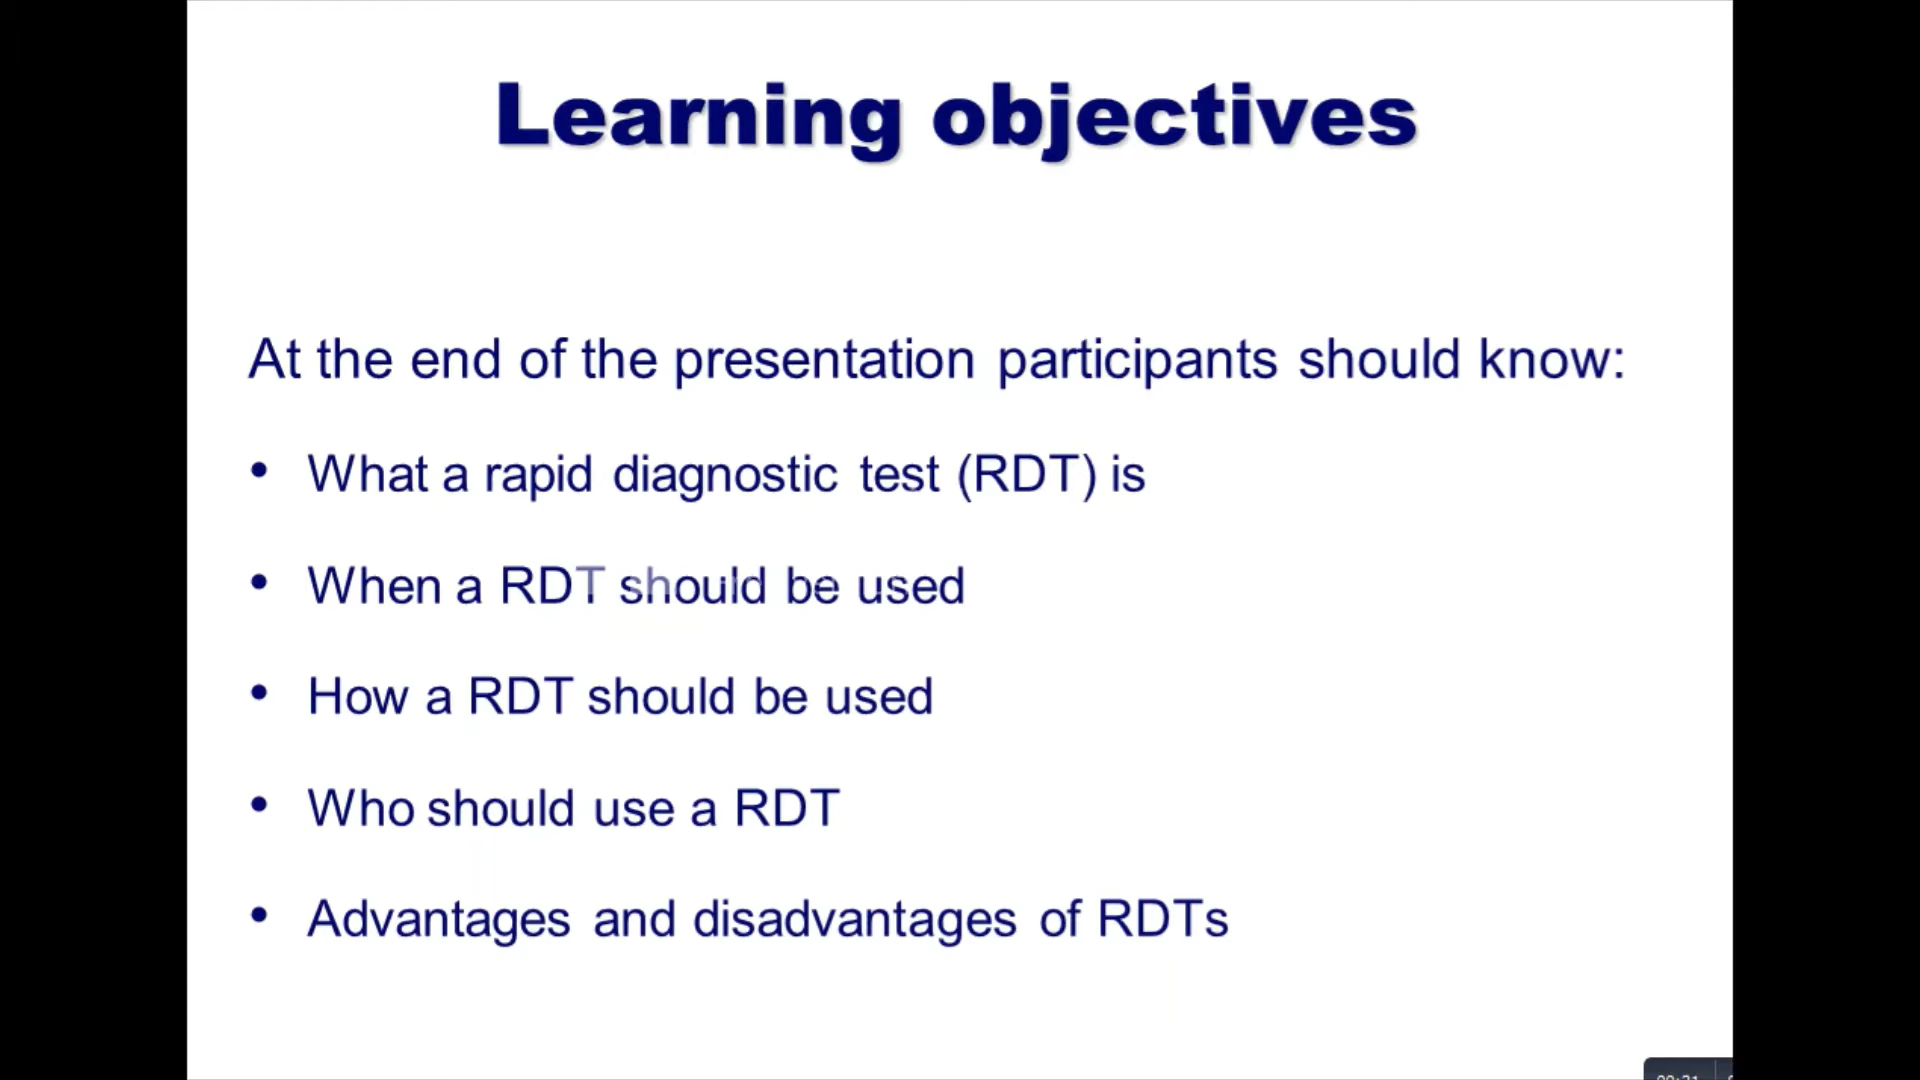 Learning objectives
At the end of the presentation participants should know:
• What a rapid diagnostic test (RDT) is
• When a RDT should be used
• How a RDT should be used
• Who should use a RDT
• Advantages and disadvantages of RDTs